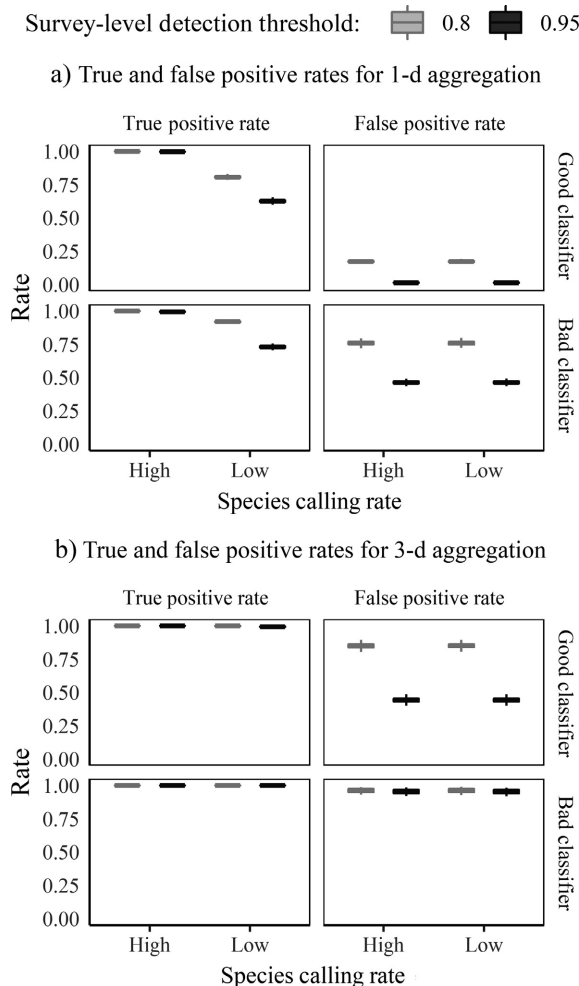 Survey-level detection threshold: 0.8 0.95
a) True and false positive rates for 1-d aggregation
True positive rate False positive rate
1.00
0.75
0.50
0.25
0.00
Good classifier
Rate
1.00
0.75
0.50
0.25
0.00
Bad classifier
High Low High Low
Species calling rate
b) True and false positive rates for 3-d aggregation
True positive rate False positive rate
1.00
0.75
0.50
0.25
0.00
Good classifier
Rate
1.00
0.75
0.50
0.25
0.00
Bad classifier
High Low High Low
Species calling rate